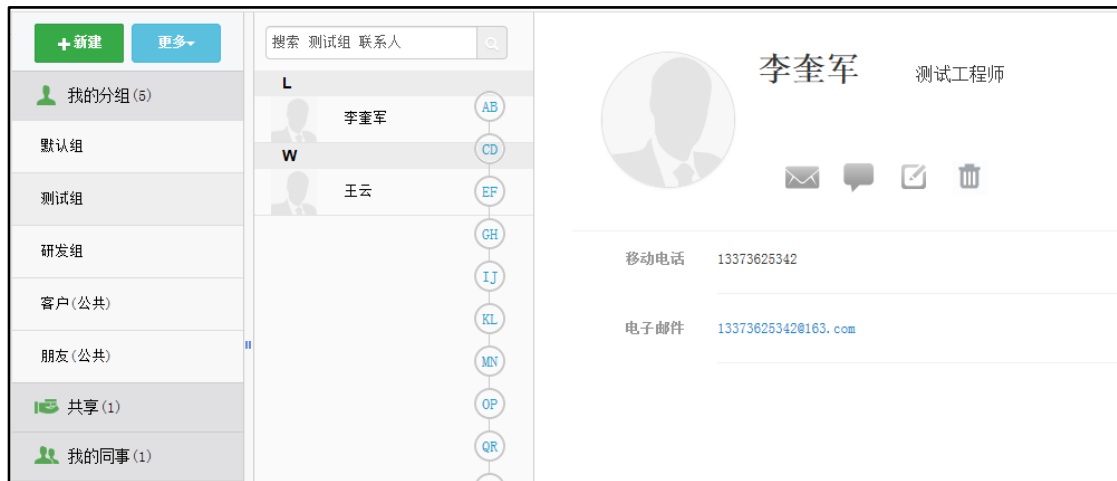 新建
更多
我的分组(5)
默认组
测试组
研发组
客户(公共)
朋友(公共)
共享(1)
我的同事(1)
搜索 测试组 联系人
L
李奎军
W
王云
AB
CD
EF
GH
IJ
KL
MN
OP
QR
李奎军 测试工程师
移动电话 13373625342
电子邮件 13373625342@163.com